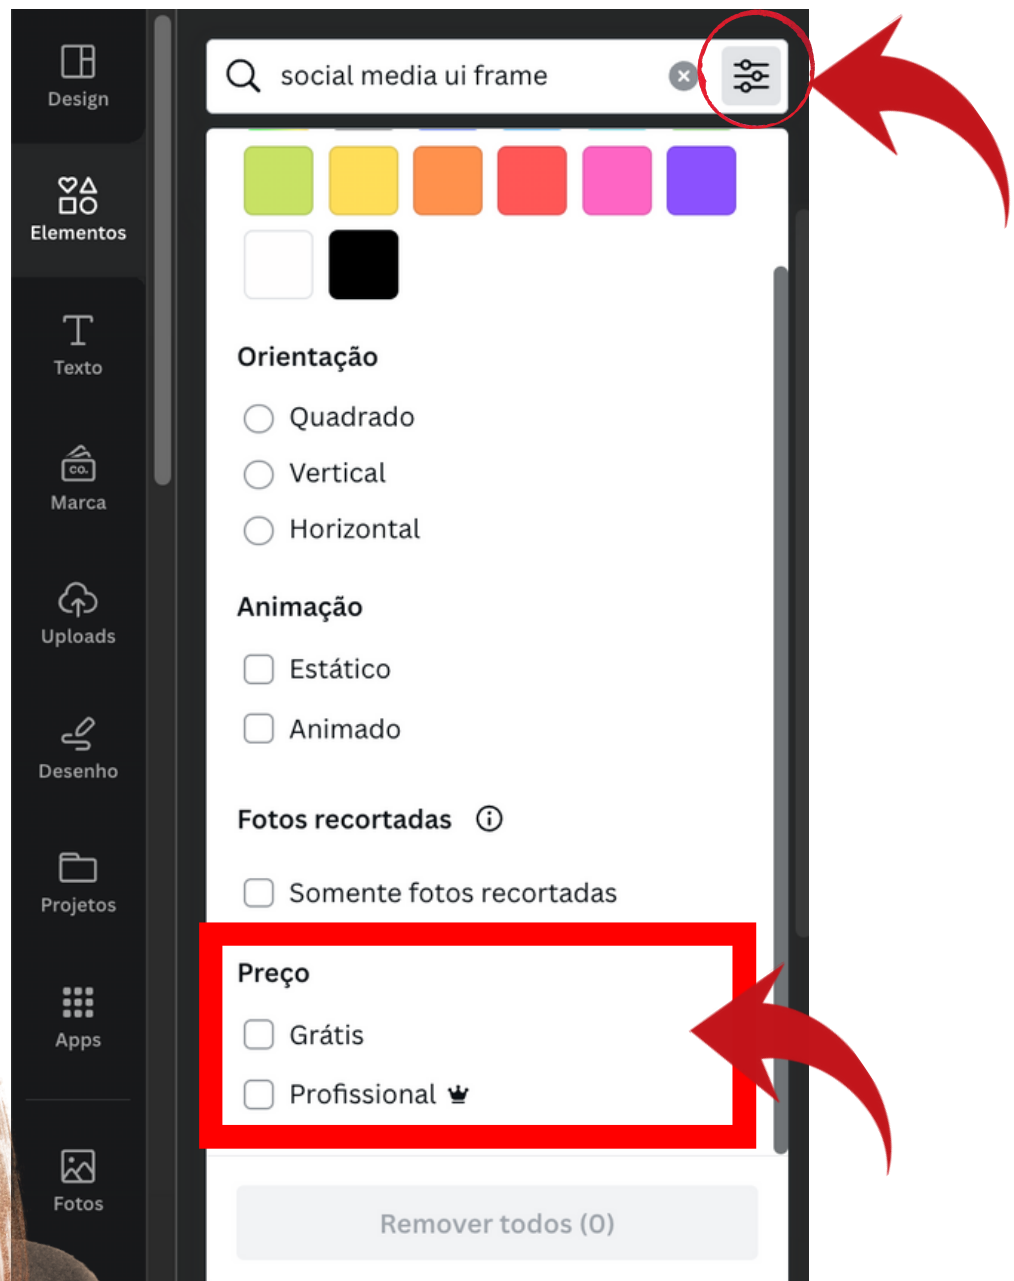 Design
Elementos
Texto
CO.
Marca
Uploads
Desenho
Projetos
Apps
Fotos
social media ui frame
Orientação
Quadrado
Vertical
Horizontal
Animação
Estático
Animado
Fotos recortadas
Somente fotos recortadas
Preço
Grátis
Profissional
Remover todos (0)